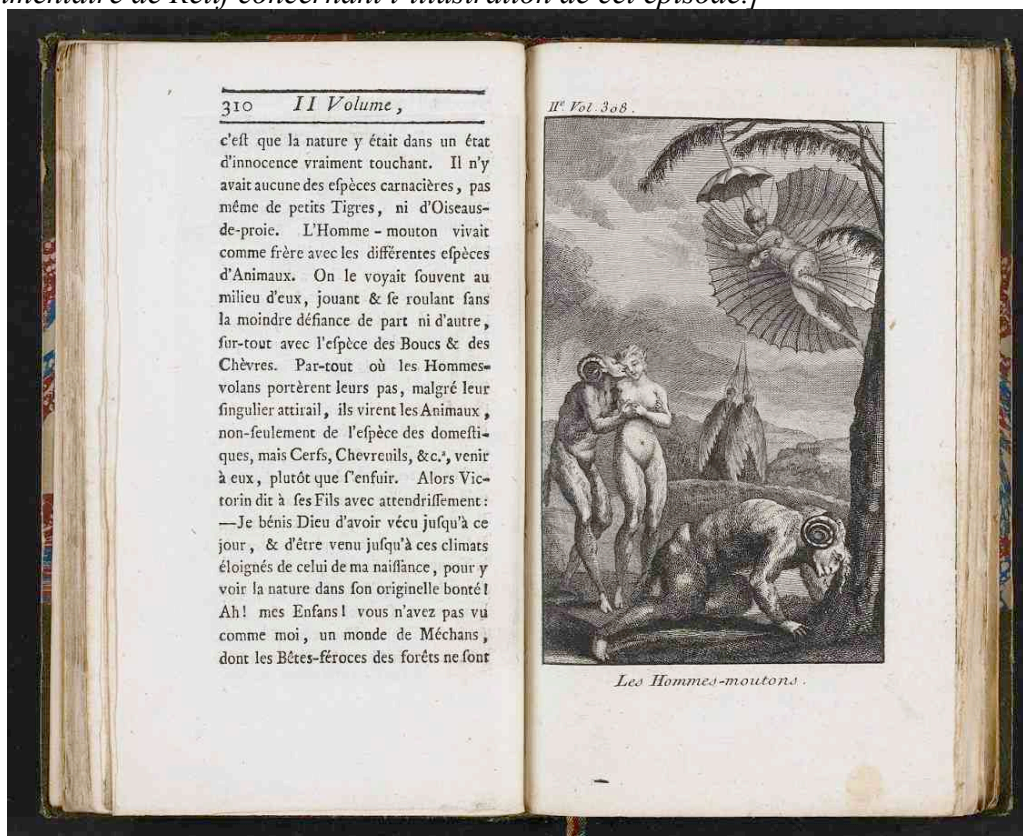 mentaire de Rétif concernant l'illustration de cet épisode.]
310 II Volume,
c'eſt que la nature y était dans un état
d'innocence vraiment touchant. Il n'y
avait aucune des eſpèces carnacières, pas
même de petits Tigres, ni d'Oiseaus-
de-proie. L'Homme-mouton vivait
comme frère avec les différentes eſpèces
d'Animaux. On le voyait ſouvent au
milieu d'eux, jouant & ſe roulant ſans
la moindre défiance de part ni d'autre,
ſur-tout avec l'eſpèce des Boucs & des
Chèvres. Par-tout où les Hommes-
volans portèrent leurs pas, malgré leur
ſingulier attirail, ils virent les Animaux,
non-ſeulement de l'eſpèce des domeſti-
ques, mais Cerfs, Chevreuils, &c.ª, venir
à eux, plutôt que ſ'enfuir. Alors Vic-
torin dit à ſes Fils avec attendriſſement:
—Je bénis Dieu d'avoir vécu juſqu'à ce
jour, & d'être venu juſqu'à ces climats
éloignés de celui de ma naiſſance, pour y
voir la nature dans ſon originelle bonté!
Ah! mes Enfans! vous n'avez pas vu
comme moi, un monde de Méchans,
dont les Bêtes-féroces des forêts ne ſont
IIe. Vol. 308.
Les Hommes-moutons.